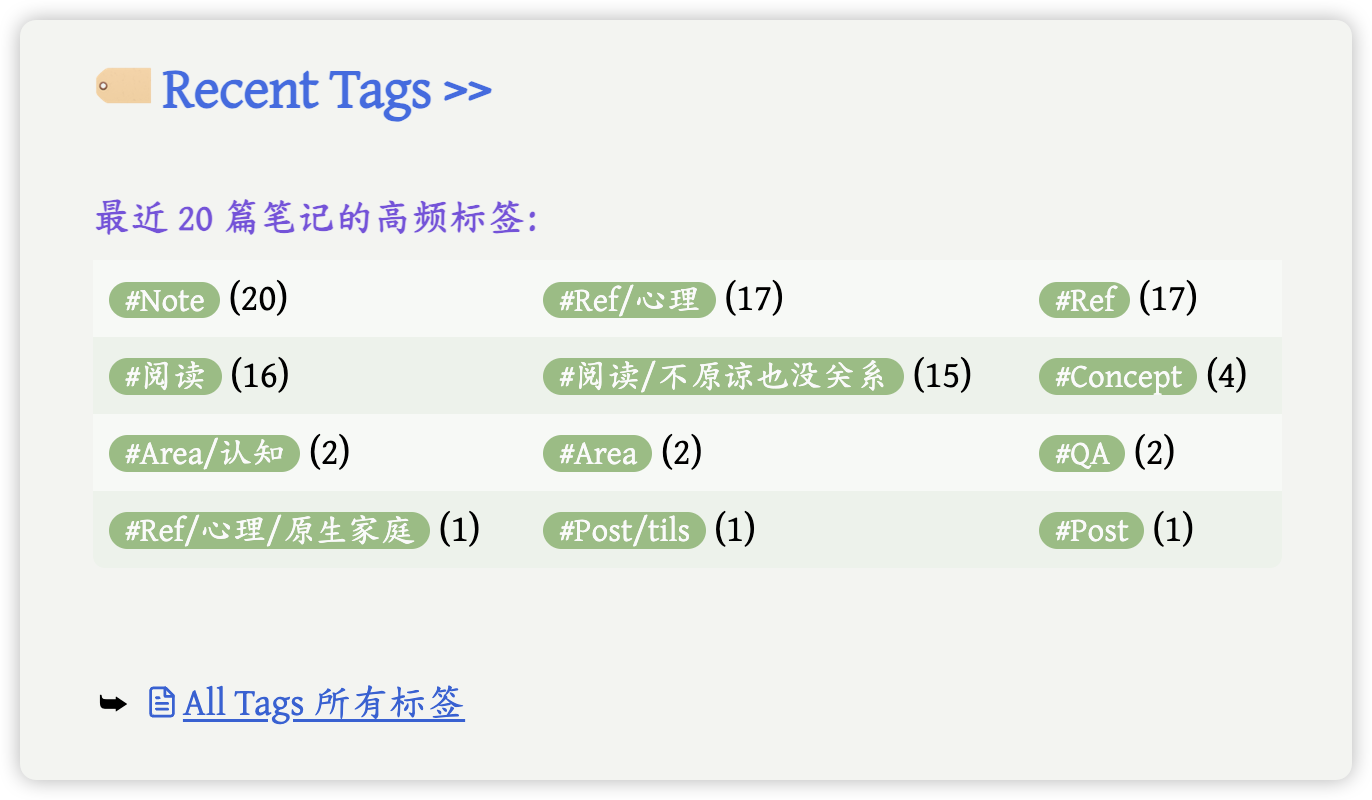 Recent Tags >>
最近 20 篇笔记的高频标签:
#Note (20) #Ref/心理 (17) #Ref (17)
#阅读 (16) #阅读/不原谅也没关系 (15) #Concept (4)
#Area/认知 (2) #Area (2) #QA (2)
#Ref/心理/原生家庭 (1) #Post/tils (1) #Post (1)
➥ All Tags 所有标签